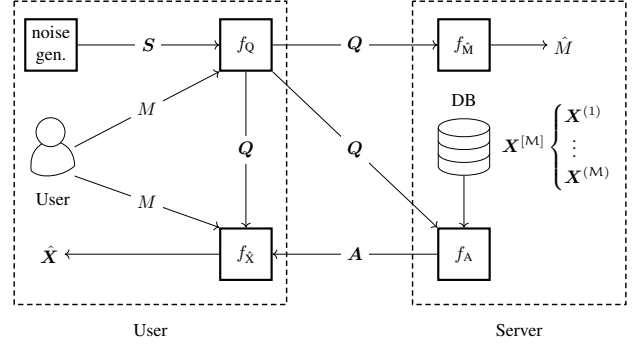 noise
gen.
S
f_Q
Q
f_M̂
M̂
M
DB
X^[M]
X^(1)
⋮
X^(M)
Q
Q
User
M
X̂
f_X̂
A
f_A
User
Server